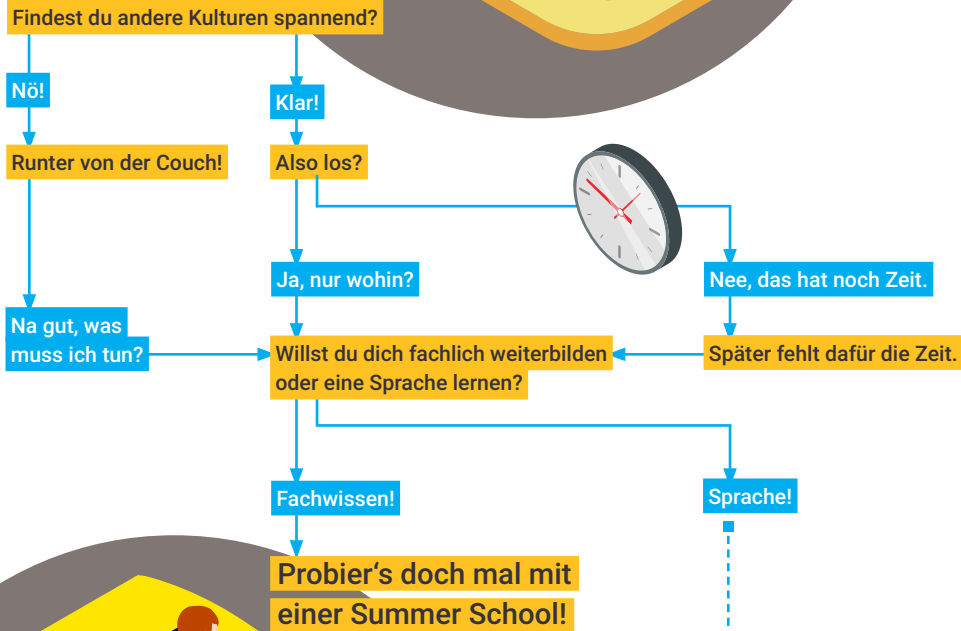 Findest du andere Kulturen spannend?
Nö!
Klar!
Runter von der Couch!
Also los?
Ja, nur wohin?
Nee, das hat noch Zeit.
Na gut, was
muss ich tun?
Willst du dich fachlich weiterbilden
oder eine Sprache lernen?
Später fehlt dafür die Zeit.
Fachwissen!
Sprache!
Probier‘s doch mal mit
einer Summer School!